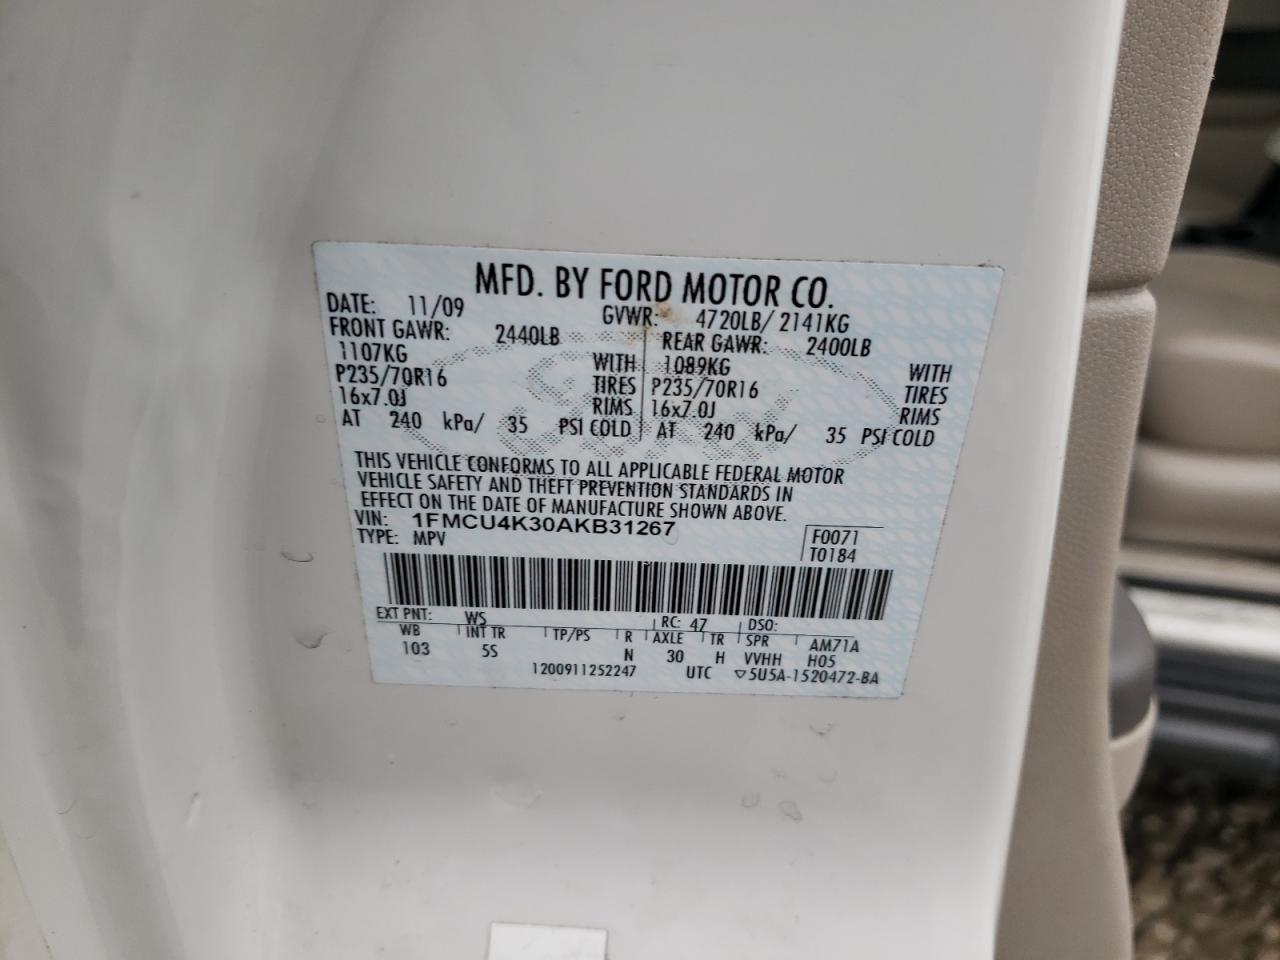 MFD. BY FORD MOTOR CO.
DATE: 11/09 GVWR: 4720LB/ 2141KG
FRONT GAWR: 2440LB REAR GAWR: 2400LB
1107KG WITH 1089KG WITH
P235/70R16 TIRES P235/70R16 TIRES
16x7.0J RIMS 16x7.0J RIMS
AT 240 kPa/ 35 PSI COLD AT 240 kPa/ 35 PSI COLD
THIS VEHICLE CONFORMS TO ALL APPLICABLE FEDERAL MOTOR
VEHICLE SAFETY AND THEFT PREVENTION STANDARDS IN
EFFECT ON THE DATE OF MANUFACTURE SHOWN ABOVE.
VIN: 1FMCU4K30AKB31267 F0071
TYPE: MPV T0184
EXT PNT: WS RC: 47 DSO:
WB INT TR TP/PS R AXLE TR SPR AM71A
103 5S N 30 H VVHH H05
1200911252247 UTC ▽5U5A-1520472-BA